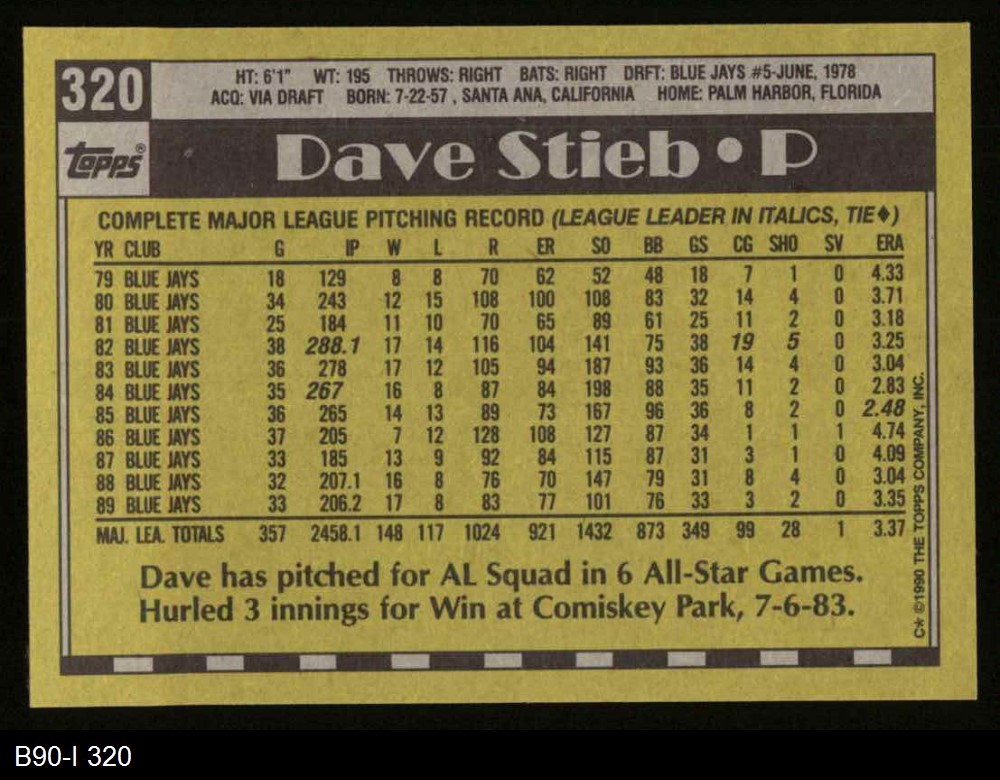 320
HT: 6'1" WT: 195 THROWS: RIGHT BATS: RIGHT DRFT: BLUE JAYS #5-JUNE, 1978
ACQ: VIA DRAFT BORN: 7-22-57 , SANTA ANA, CALIFORNIA HOME: PALM HARBOR, FLORIDA
topps®
Dave Stieb • P
COMPLETE MAJOR LEAGUE PITCHING RECORD (LEAGUE LEADER IN ITALICS, TIE♦)
YR CLUB G IP W L R ER SO BB GS CG SHO SV ERA
79 BLUE JAYS 18 129 8 8 70 62 52 48 18 7 1 0 4.33
80 BLUE JAYS 34 243 12 15 108 100 108 83 32 14 4 0 3.71
81 BLUE JAYS 25 184 11 10 70 65 89 61 25 11 2 0 3.18
82 BLUE JAYS 38 288.1 17 14 116 104 141 75 38 19 5 0 3.25
83 BLUE JAYS 36 278 17 12 105 94 187 93 36 14 4 0 3.04
84 BLUE JAYS 35 267 16 8 87 84 198 88 35 11 2 0 2.83
85 BLUE JAYS 36 265 14 13 89 73 167 96 36 8 2 0 2.48
86 BLUE JAYS 37 205 7 12 128 108 127 87 34 1 1 1 4.74
87 BLUE JAYS 33 185 13 9 92 84 115 87 31 3 1 0 4.09
88 BLUE JAYS 32 207.1 16 8 76 70 147 79 31 8 4 0 3.04
89 BLUE JAYS 33 206.2 17 8 83 77 101 76 33 3 2 0 3.35
MAJ. LEA. TOTALS 357 2458.1 148 117 1024 921 1432 873 349 99 28 1 3.37
Dave has pitched for AL Squad in 6 All-Star Games.
Hurled 3 innings for Win at Comiskey Park, 7-6-83.
C* ©1990 THE TOPPS COMPANY, INC.
B90-I 320